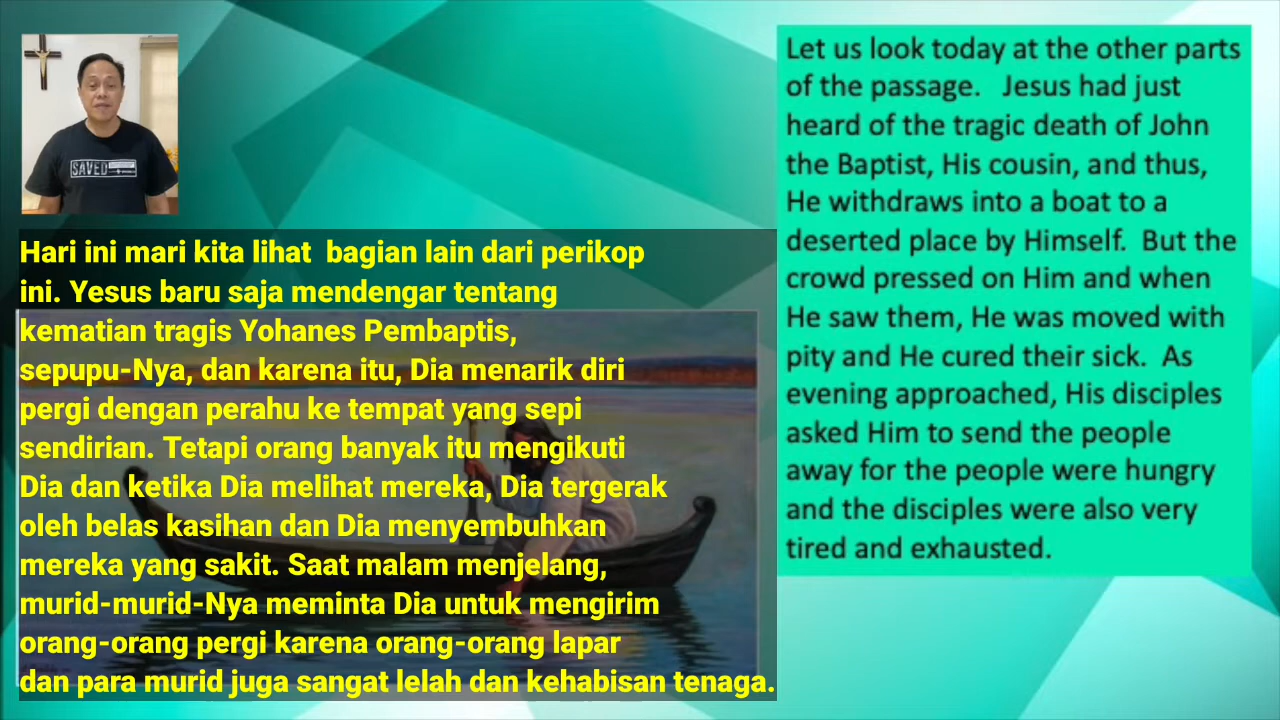 SAVED
Hari ini mari kita lihat  bagian lain dari perikop
ini. Yesus baru saja mendengar tentang
kematian tragis Yohanes Pembaptis,
sepupu-Nya, dan karena itu, Dia menarik diri
pergi dengan perahu ke tempat yang sepi
sendirian. Tetapi orang banyak itu mengikuti
Dia dan ketika Dia melihat mereka, Dia tergerak
oleh belas kasihan dan Dia menyembuhkan
mereka yang sakit. Saat malam menjelang,
murid-murid-Nya meminta Dia untuk mengirim
orang-orang pergi karena orang-orang lapar
dan para murid juga sangat lelah dan kehabisan tenaga.
Let us look today at the other parts
of the passage.   Jesus had just
heard of the tragic death of John
the Baptist, His cousin, and thus,
He withdraws into a boat to a
deserted place by Himself.  But the
crowd pressed on Him and when
He saw them, He was moved with
pity and He cured their sick.  As
evening approached, His disciples
asked Him to send the people
away for the people were hungry
and the disciples were also very
tired and exhausted.